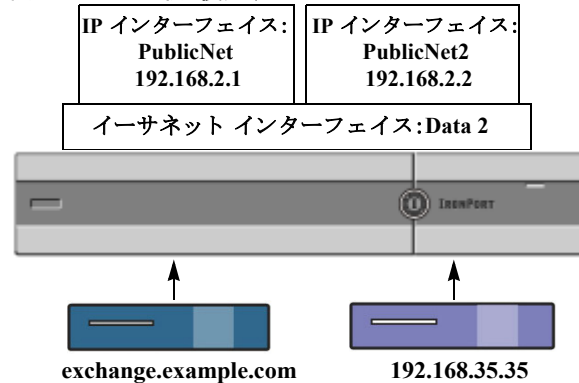 IP インターフェイス:
PublicNet
192.168.2.1
IP インターフェイス:
PublicNet2
192.168.2.2
イーサネット インターフェイス:Data 2
IRONPORT
exchange.example.com
192.168.35.35